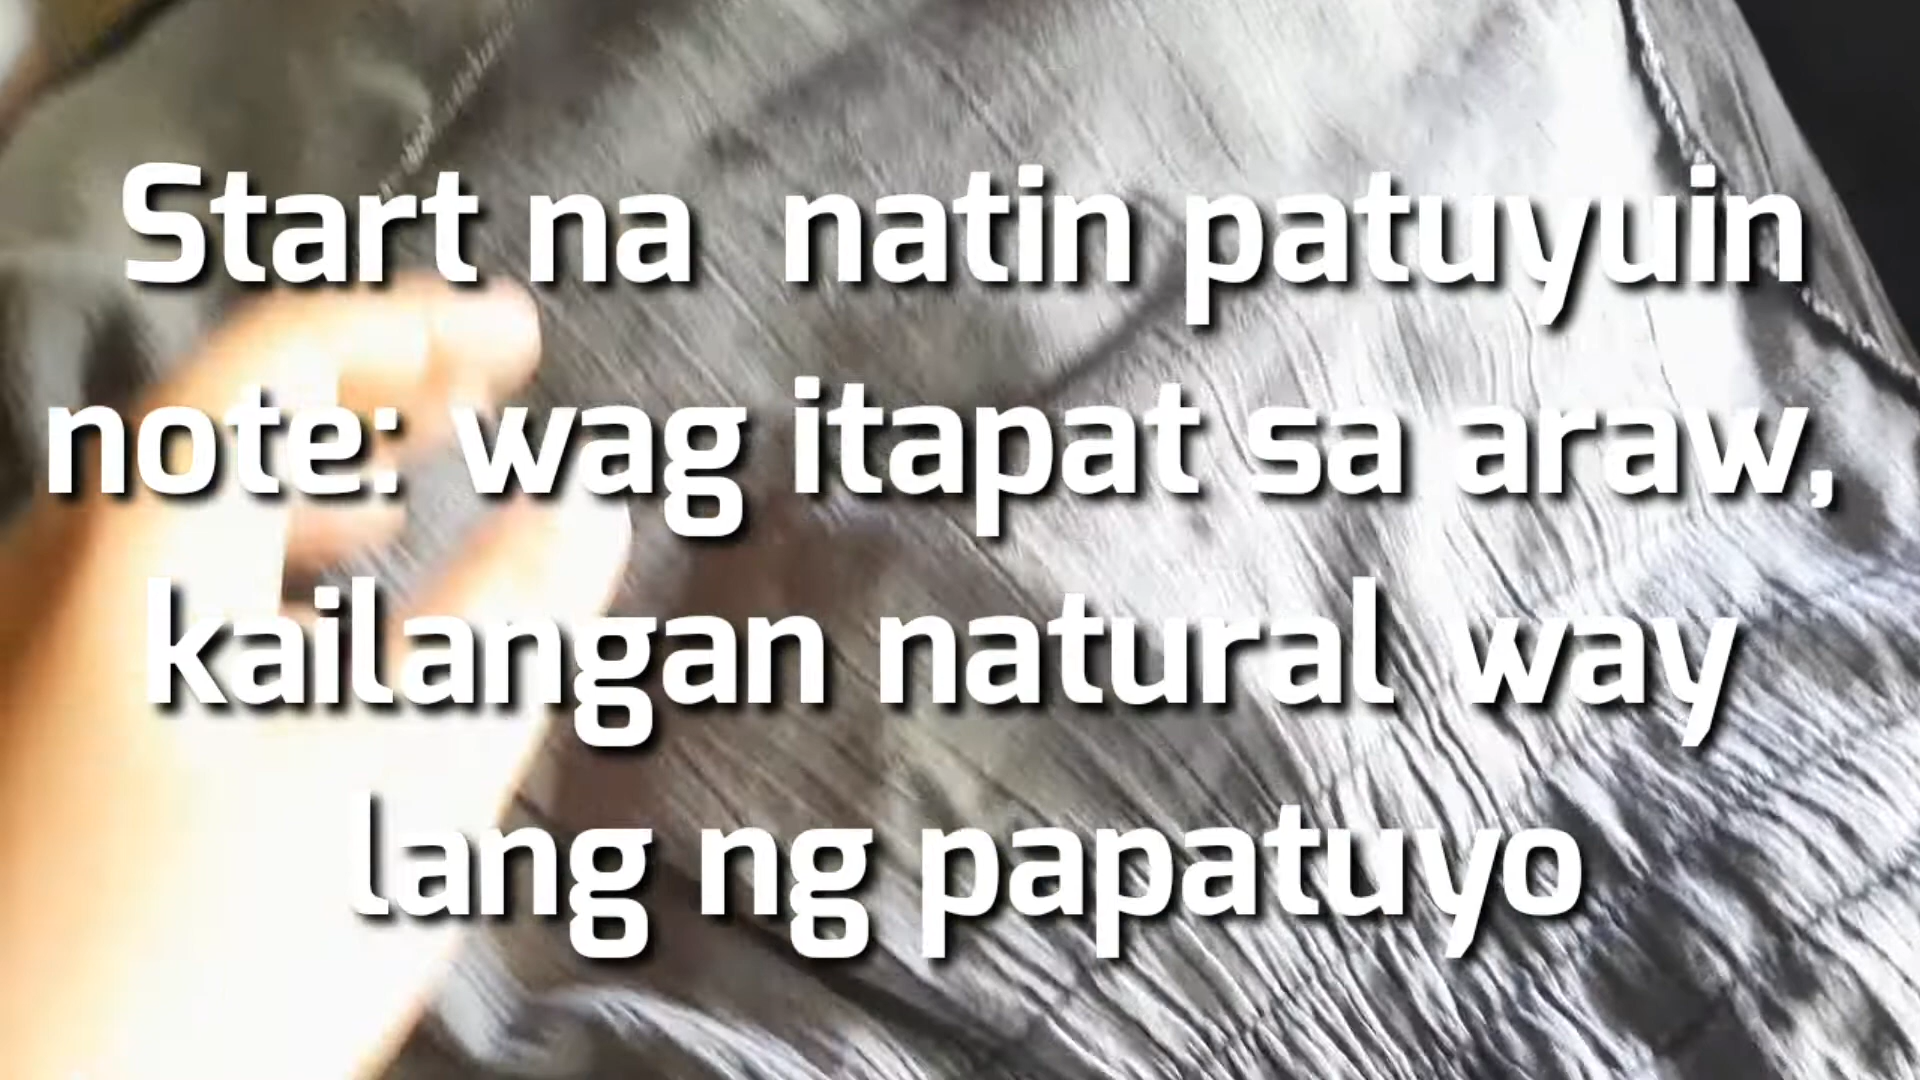 Start na natin patuyuin
note: wag itapat sa araw,
kailangan natural way
lang ng papatuyo